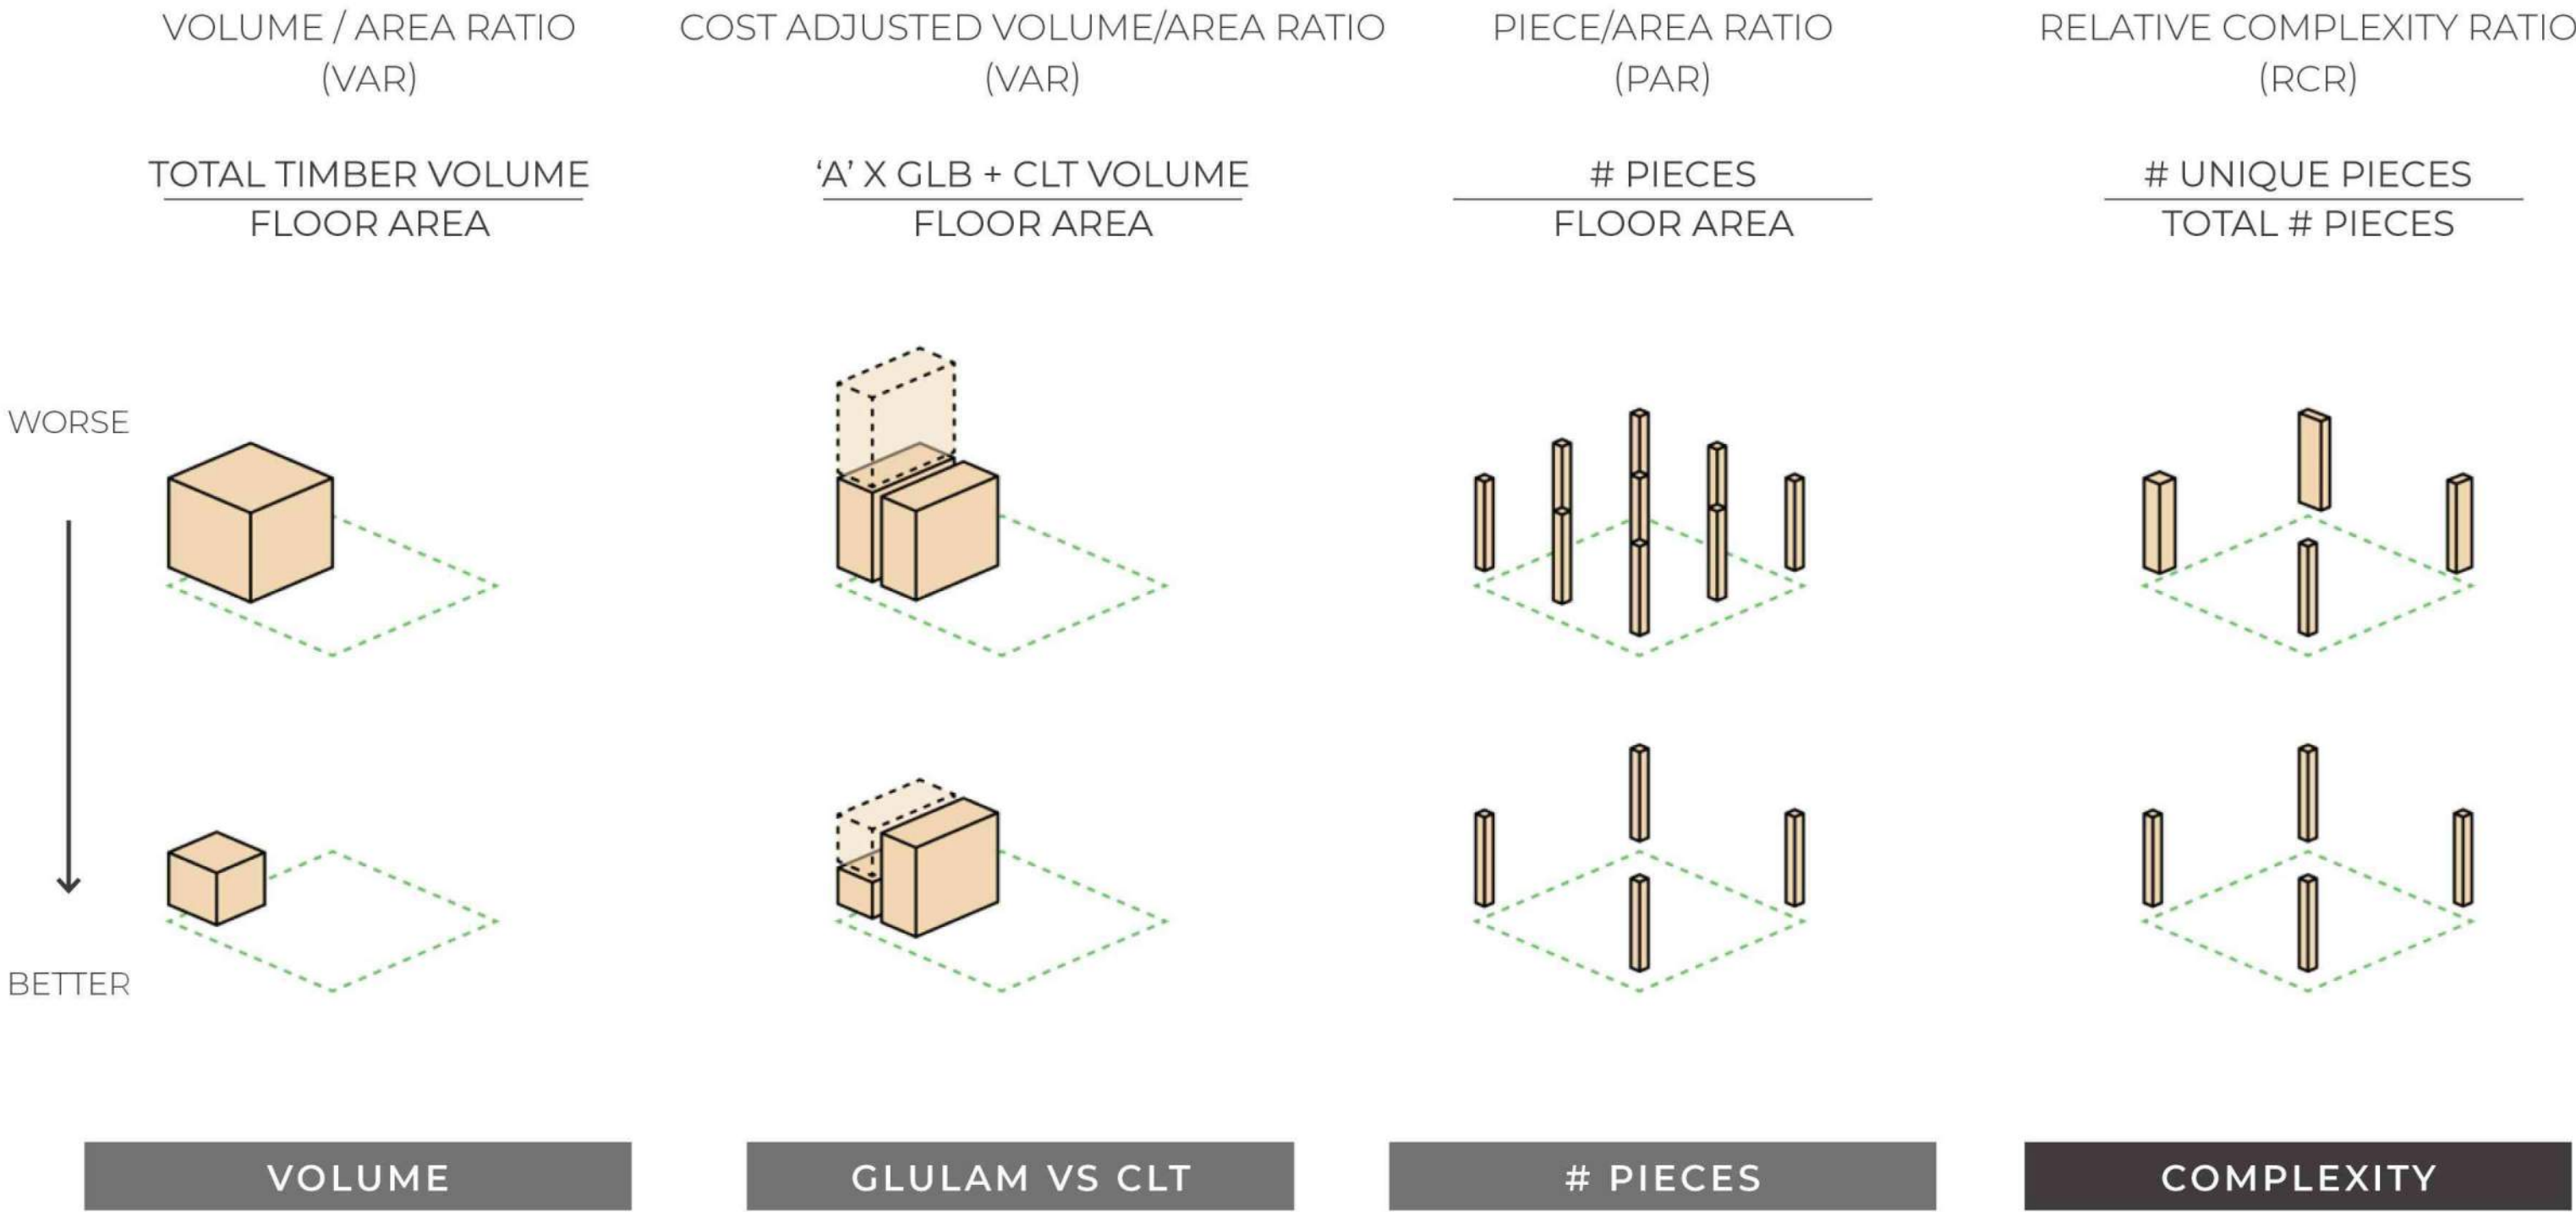 VOLUME / AREA RATIO
(VAR)
TOTAL TIMBER VOLUME
FLOOR AREA
COST ADJUSTED VOLUME/AREA RATIO
(VAR)
‘A’ X GLB + CLT VOLUME
FLOOR AREA
PIECE/AREA RATIO
(PAR)
# PIECES
FLOOR AREA
RELATIVE COMPLEXITY RATIO
(RCR)
# UNIQUE PIECES
TOTAL # PIECES
WORSE
BETTER
VOLUME
GLULAM VS CLT
# PIECES
COMPLEXITY